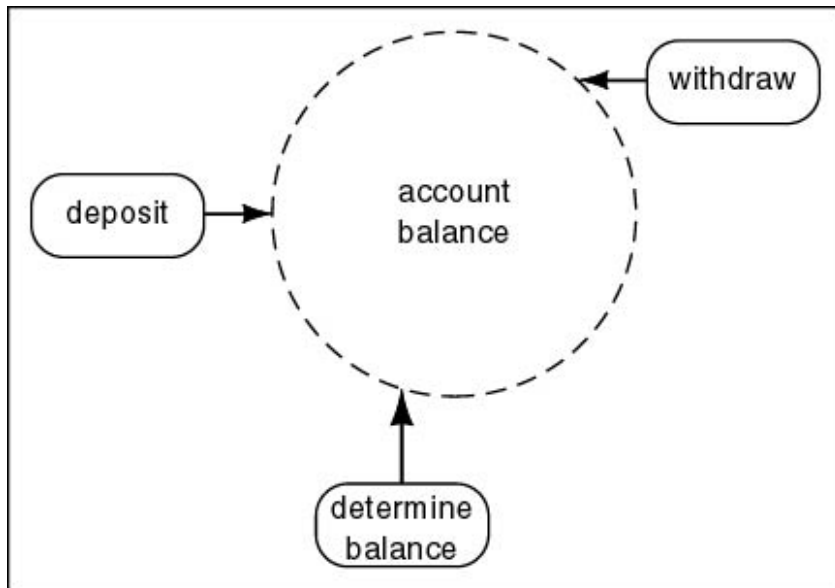 withdraw
deposit
account
balance
determine
balance